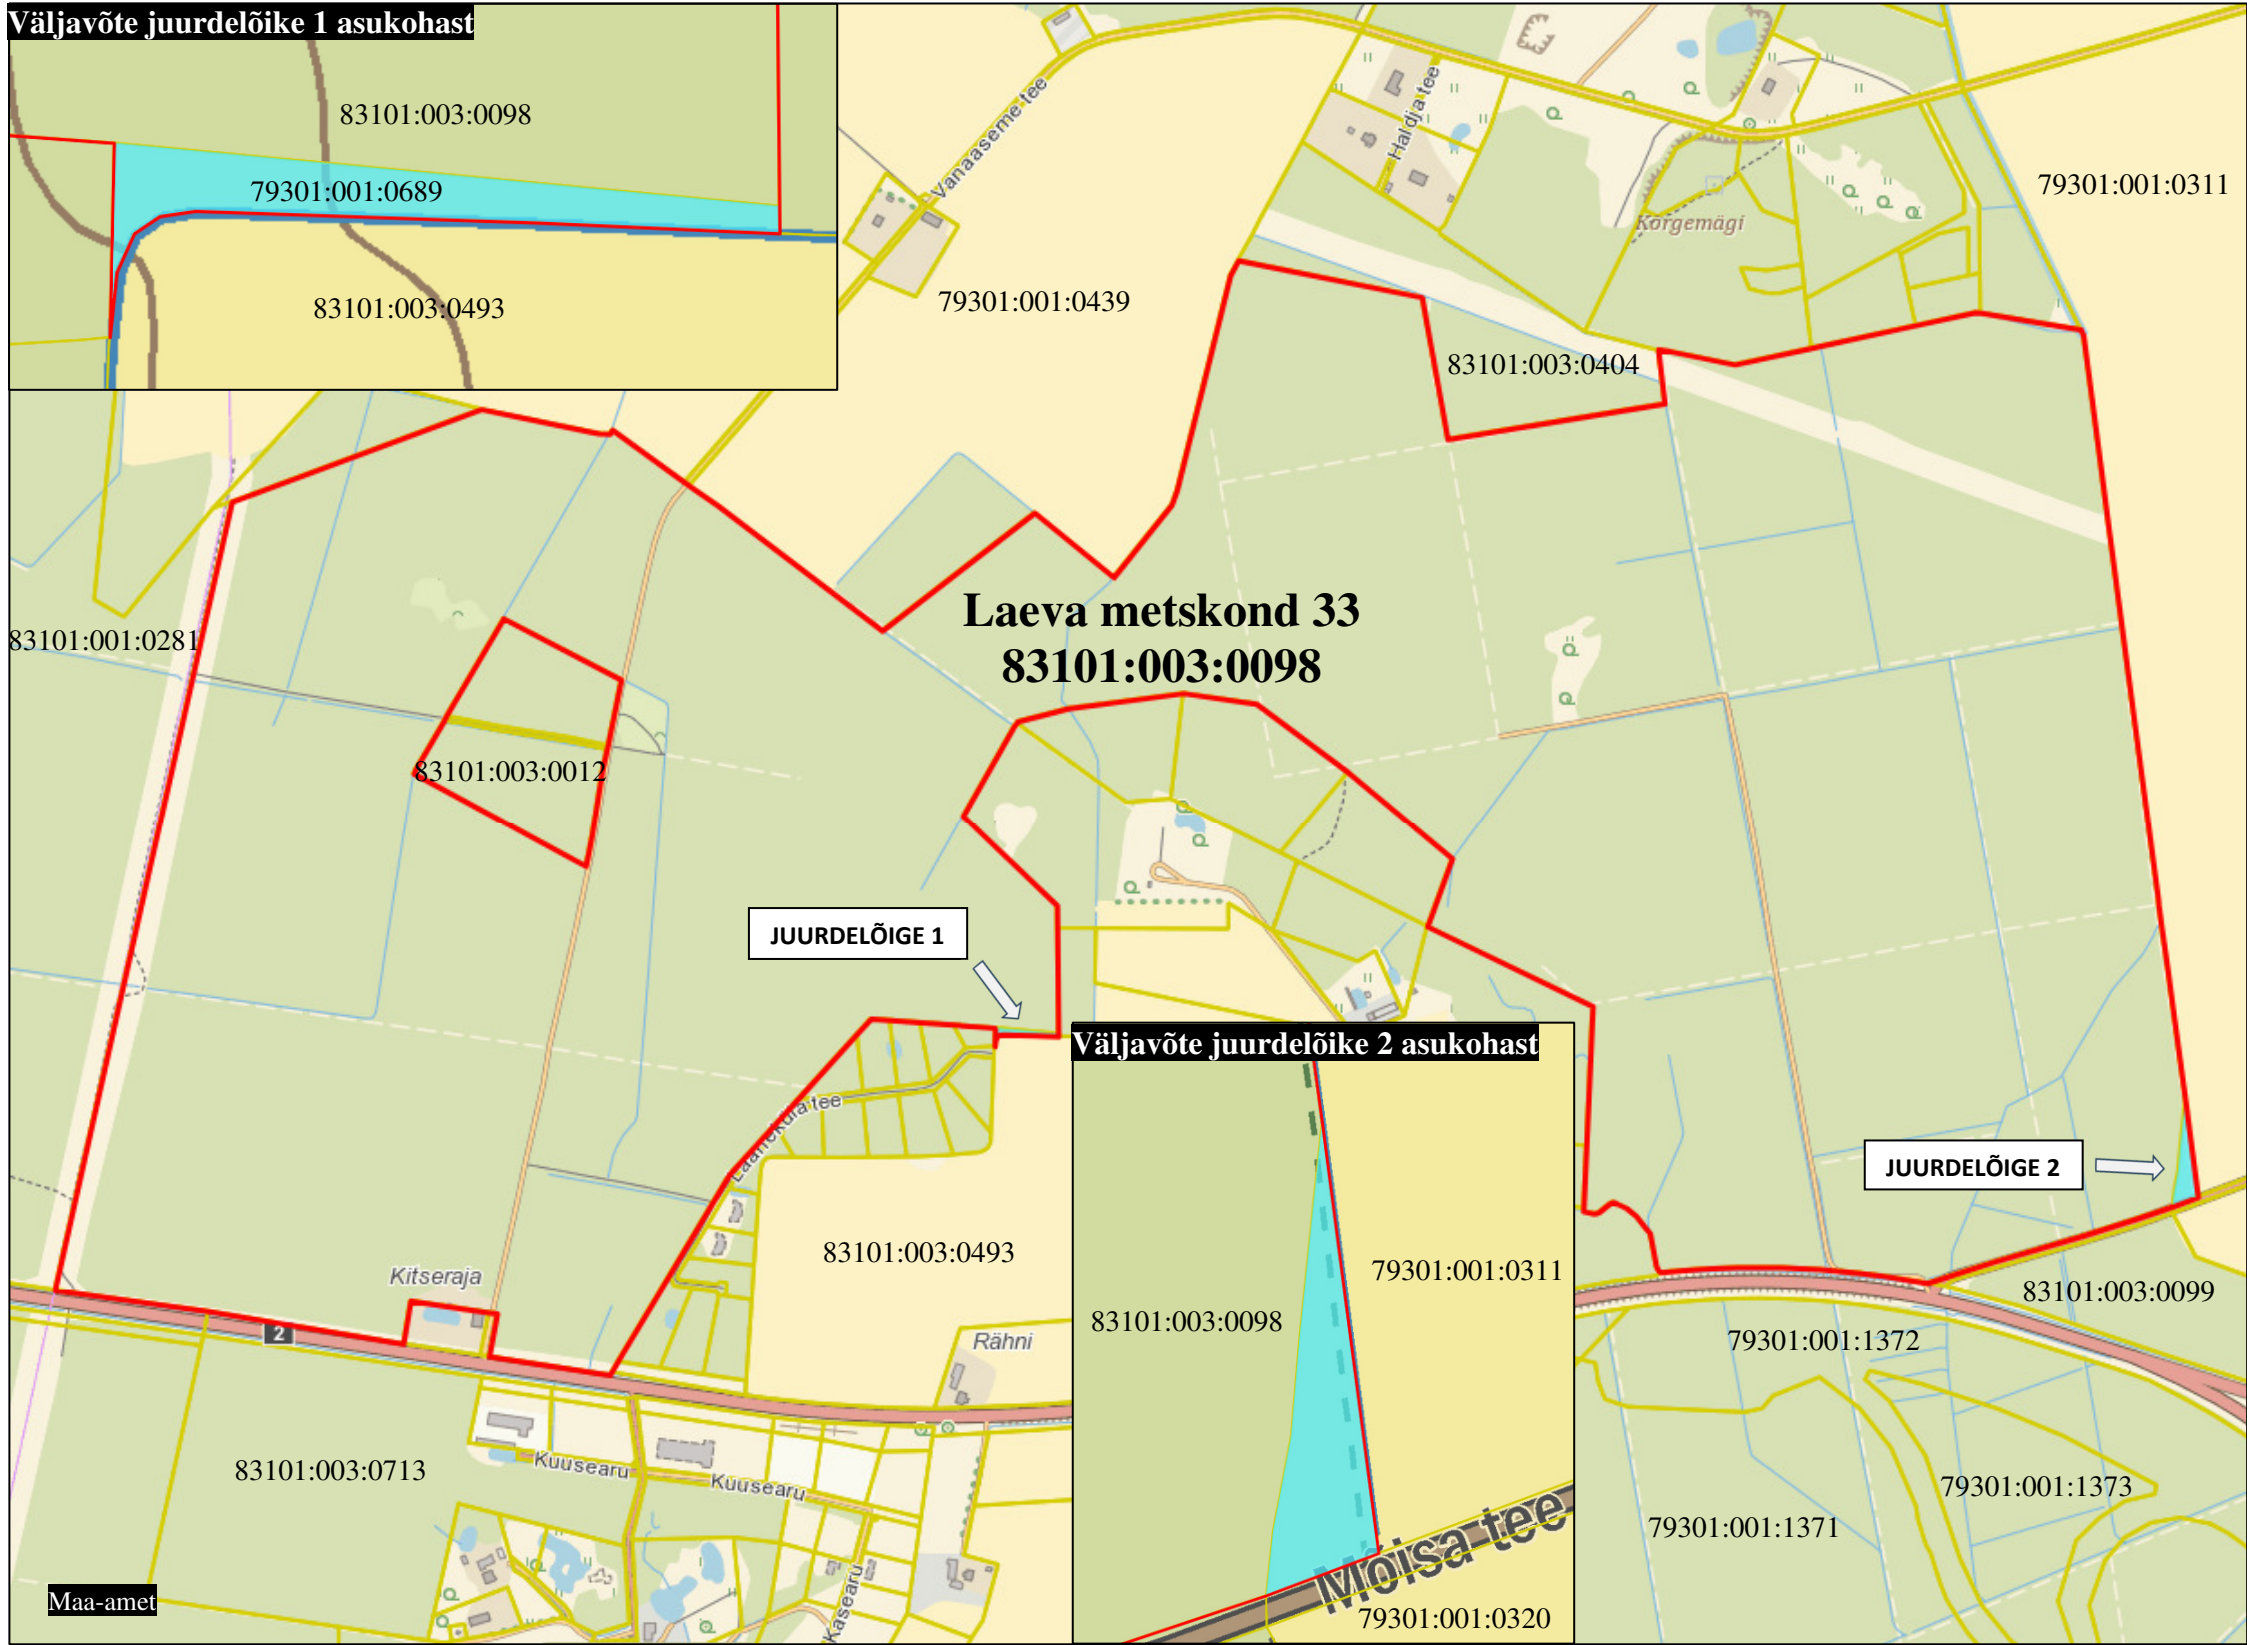 Väljavõte juurdelõike 1 asukohast
83101:003:0098
79301:001:0689
83101:003:0493
Vanaaseme tee
Haldja tee
79301:001:0311
Korgemägi
79301:001:0439
83101:003:0404
83101:001:0281
Laeva metskond 33
83101:003:0098
83101:003:0012
JUURDELÕIGE 1
Väljavõte juurdelõike 2 asukohast
Laaneküla tee
JUURDELÕIGE 2
83101:003:0493
Kitseraja
2
79301:001:0311
83101:003:0098
83101:003:0099
79301:001:1372
Rähni
83101:003:0713
Kuusearu
Kuusearu
79301:001:1373
79301:001:1371
Mõisa tee
Kasearu
79301:001:0320
Maa-amet